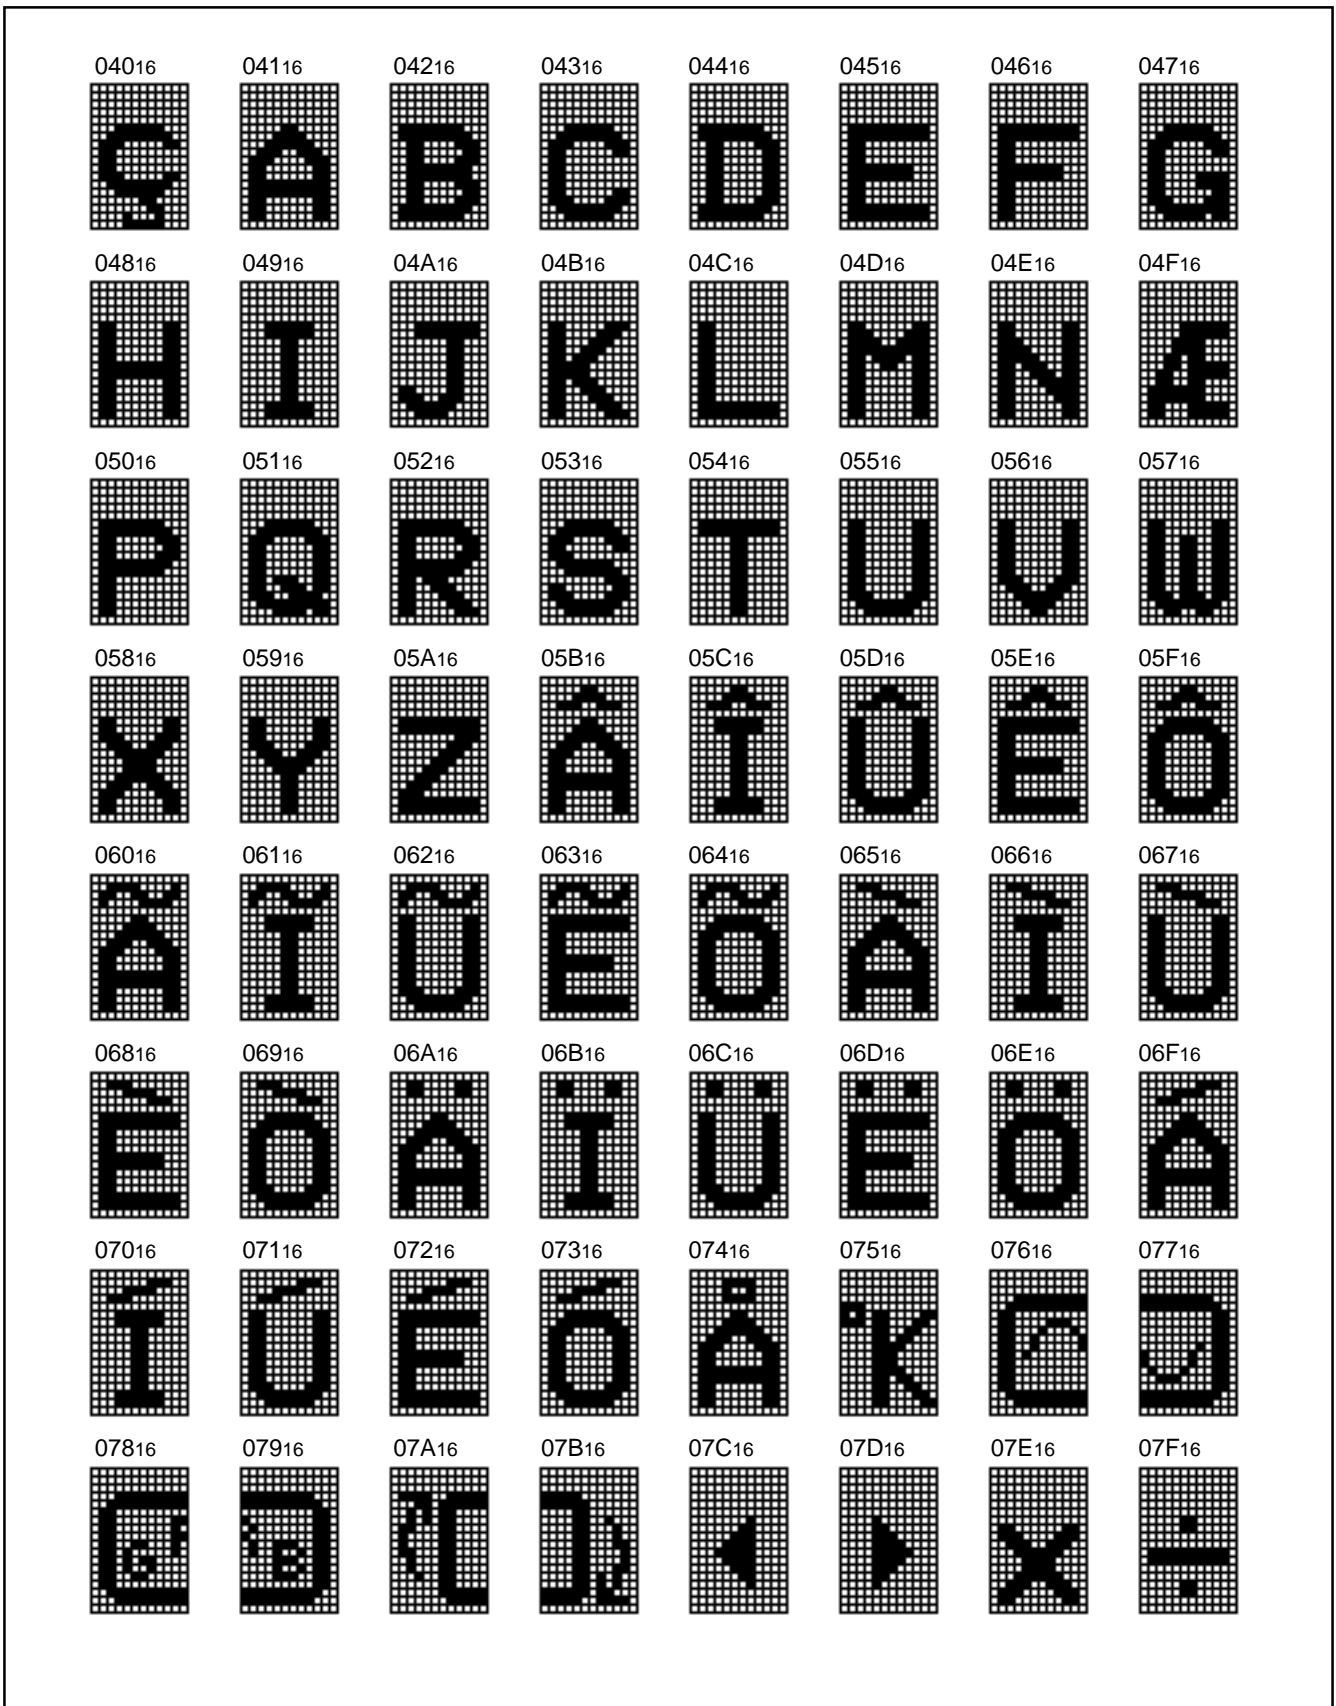 040₁₆ 041₁₆ 042₁₆ 043₁₆ 044₁₆ 045₁₆ 046₁₆ 047₁₆
Ç A B C D E F G
048₁₆ 049₁₆ 04A₁₆ 04B₁₆ 04C₁₆ 04D₁₆ 04E₁₆ 04F₁₆
H I J K L M N Æ
050₁₆ 051₁₆ 052₁₆ 053₁₆ 054₁₆ 055₁₆ 056₁₆ 057₁₆
P Q R S T U V W
058₁₆ 059₁₆ 05A₁₆ 05B₁₆ 05C₁₆ 05D₁₆ 05E₁₆ 05F₁₆
X Y Z Â Î Û Ê Ô
060₁₆ 061₁₆ 062₁₆ 063₁₆ 064₁₆ 065₁₆ 066₁₆ 067₁₆
Ã Ĩ Ũ Ẽ Õ À Ì Ù
068₁₆ 069₁₆ 06A₁₆ 06B₁₆ 06C₁₆ 06D₁₆ 06E₁₆ 06F₁₆
È Ò Ä Ï Ü Ë Ö Á
070₁₆ 071₁₆ 072₁₆ 073₁₆ 074₁₆ 075₁₆ 076₁₆ 077₁₆
Í Ú É Ó Å °K
078₁₆ 079₁₆ 07A₁₆ 07B₁₆ 07C₁₆ 07D₁₆ 07E₁₆ 07F₁₆
G B ◀ ▶ × ÷